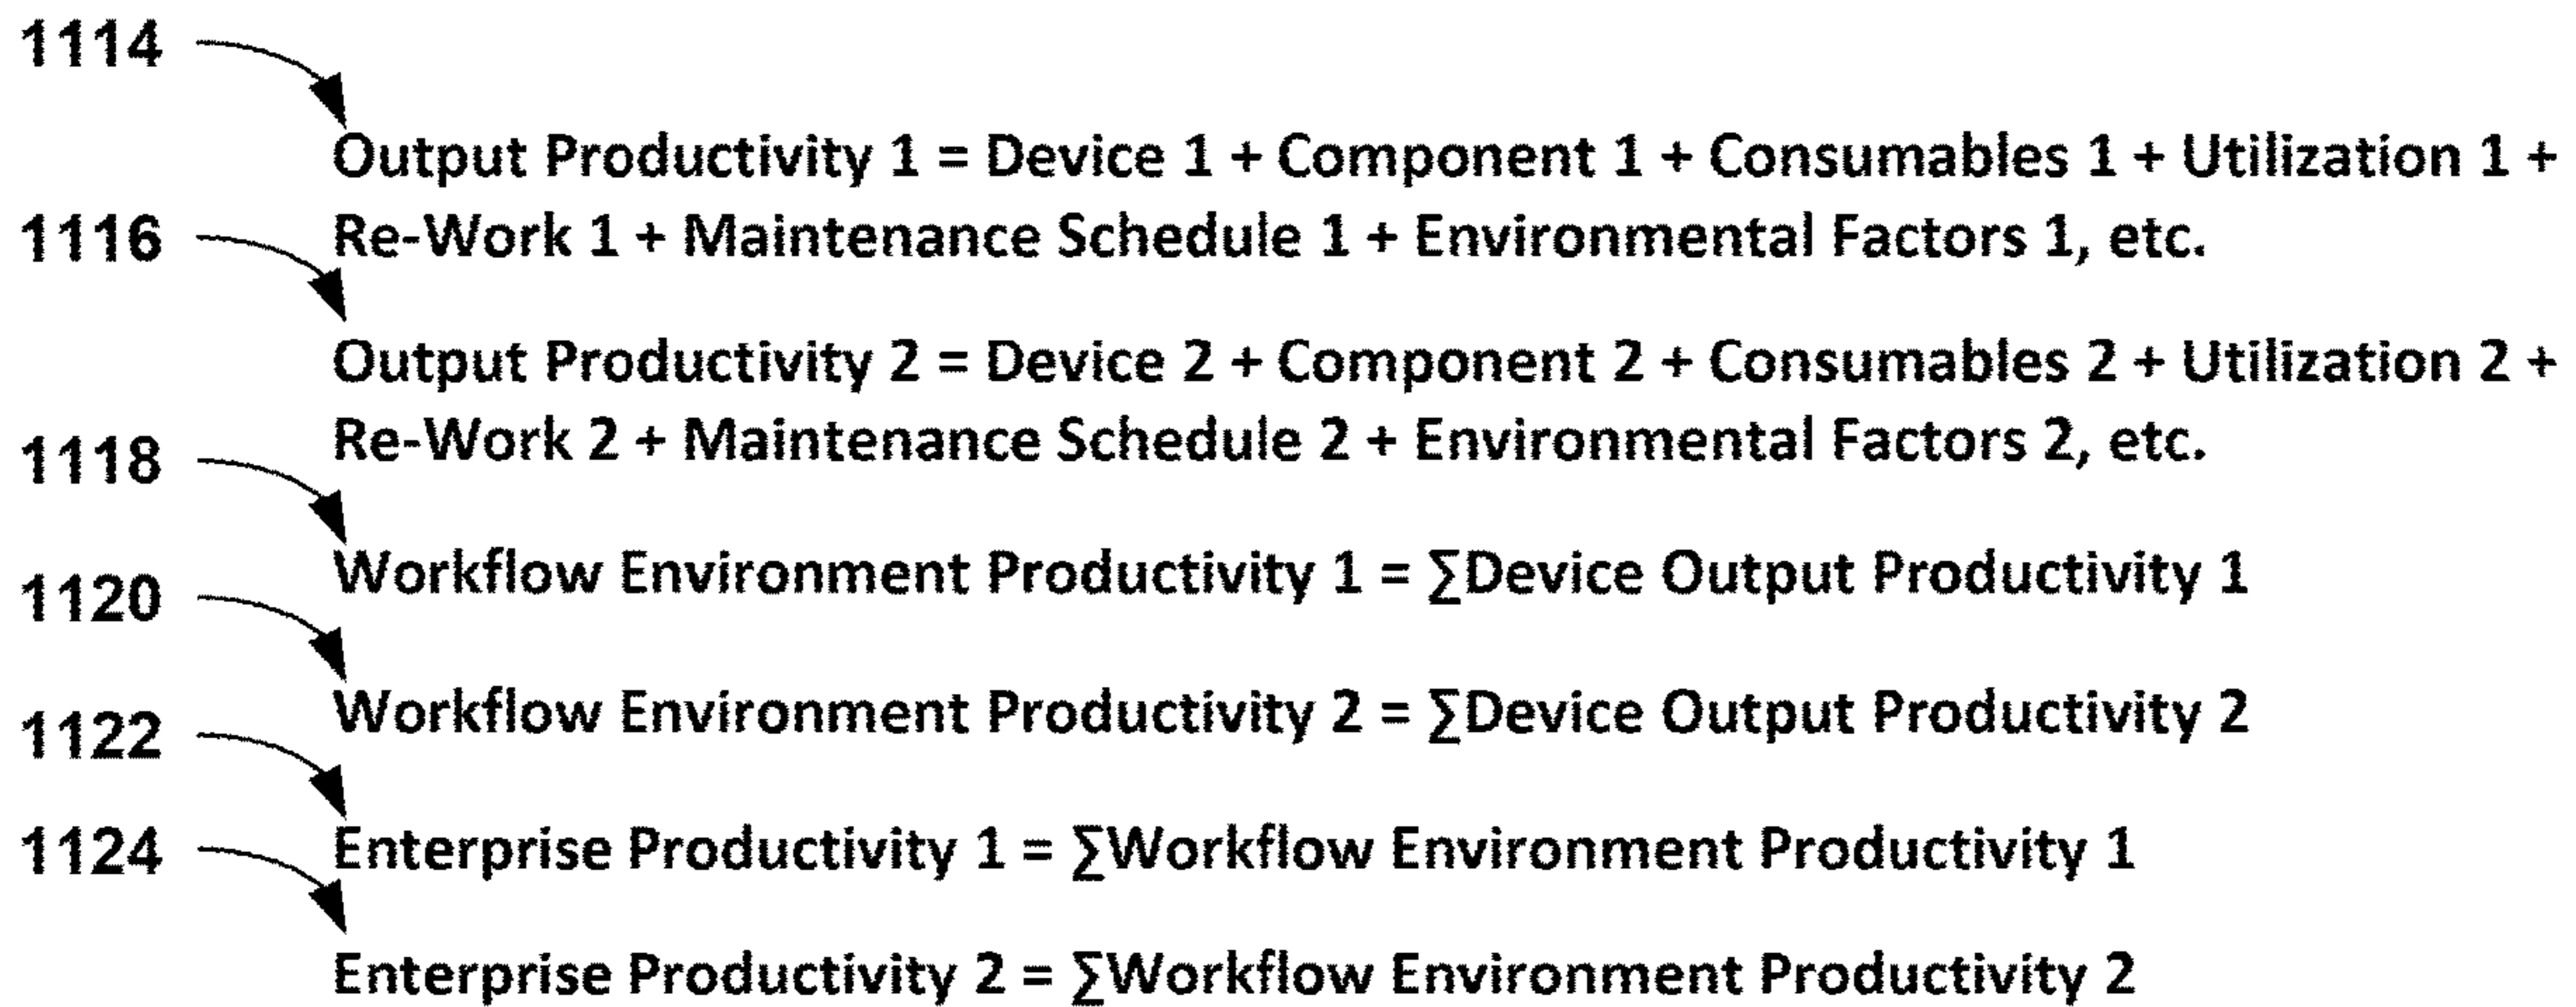 1114
Output Productivity 1 = Device 1 + Component 1 + Consumables 1 + Utilization 1 +
1116 Re-Work 1 + Maintenance Schedule 1 + Environmental Factors 1, etc.
Output Productivity 2 = Device 2 + Component 2 + Consumables 2 + Utilization 2 +
1118 Re-Work 2 + Maintenance Schedule 2 + Environmental Factors 2, etc.
Workflow Environment Productivity 1 = ∑Device Output Productivity 1
1120
Workflow Environment Productivity 2 = ∑Device Output Productivity 2
1122
Enterprise Productivity 1 = ∑Workflow Environment Productivity 1
1124
Enterprise Productivity 2 = ∑Workflow Environment Productivity 2